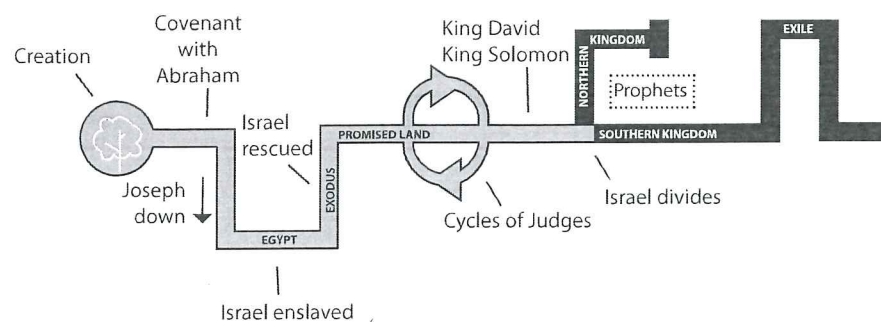 Creation
Covenant
with
Abraham
Joseph
down
EGYPT
Israel enslaved
Israel
rescued
EXODUS
PROMISED LAND
Cycles of Judges
King David
King Solomon
Israel divides
NORTHERN
KINGDOM
Prophets
SOUTHERN KINGDOM
EXILE